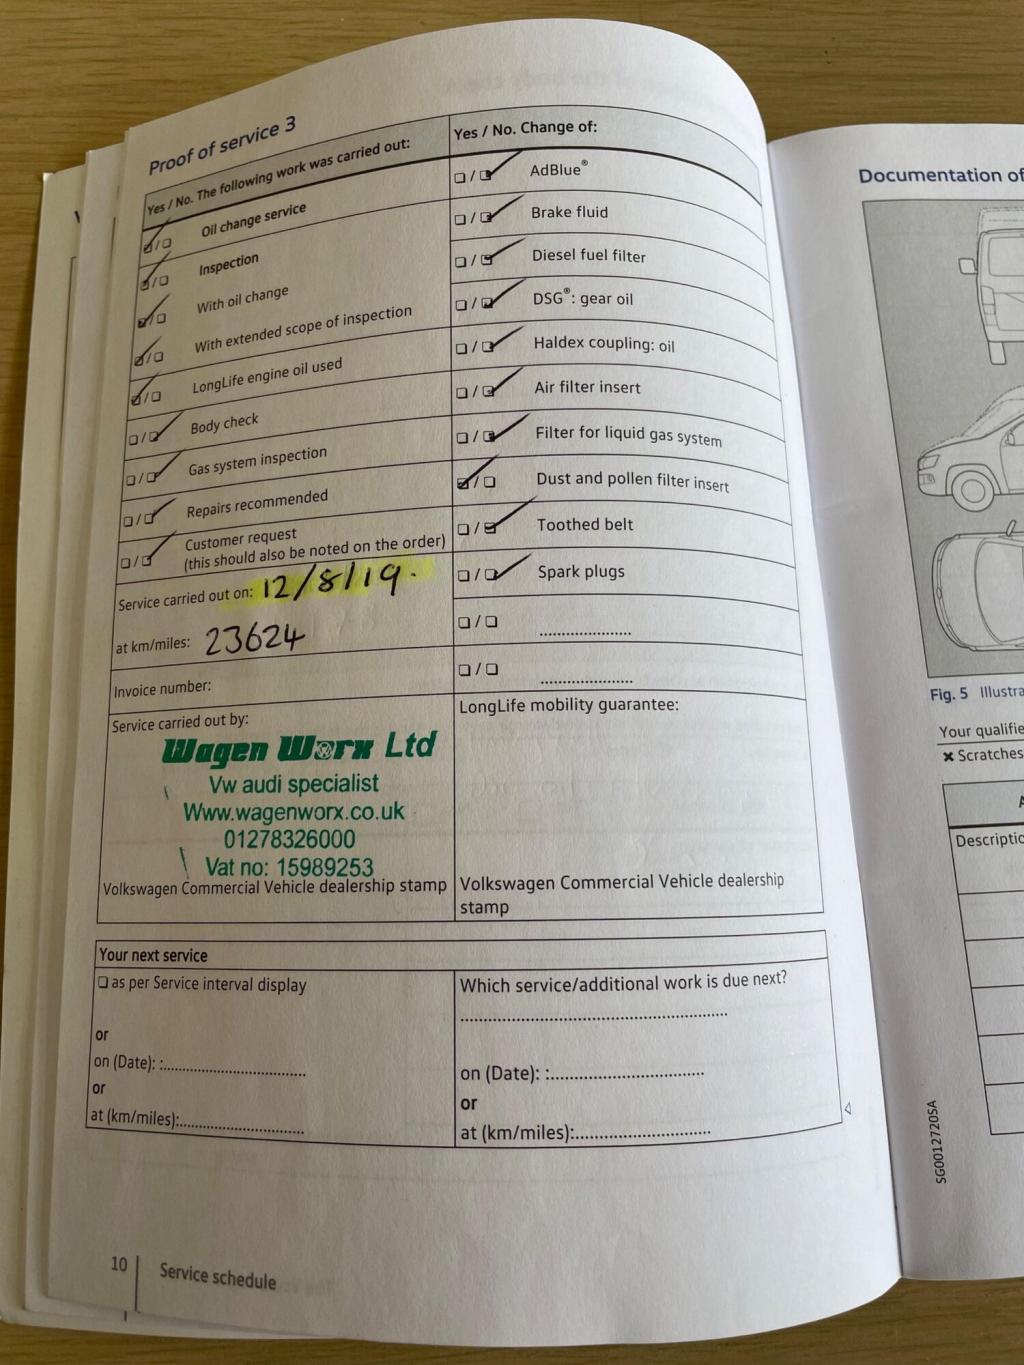 Proof of service 3
Yes / No. The following work was carried out:
Oil change service
Inspection
With oil change
With extended scope of inspection
LongLife engine oil used
Body check
Gas system inspection
Repairs recommended
Customer request
(this should also be noted on the order)
Service carried out on: 12/8/19.
at km/miles: 23624
Invoice number:
Service carried out by:
Wagen Worx Ltd
Vw audi specialist
Www.wagenworx.co.uk
01278326000
Vat no: 15989253
Volkswagen Commercial Vehicle dealership stamp
Yes / No. Change of:
AdBlue®
Brake fluid
Diesel fuel filter
DSG®: gear oil
Haldex coupling: oil
Air filter insert
Filter for liquid gas system
Dust and pollen filter insert
Toothed belt
Spark plugs
LongLife mobility guarantee:
Volkswagen Commercial Vehicle dealership
stamp
Your next service
as per Service interval display
or
on (Date): :
or
at (km/miles):
Which service/additional work is due next?
on (Date): :
or
at (km/miles):
10 Service schedule
Documentation of
Fig. 5 Illustra
Your qualifie
✖ Scratches
A
Descriptio
SG0012720SA